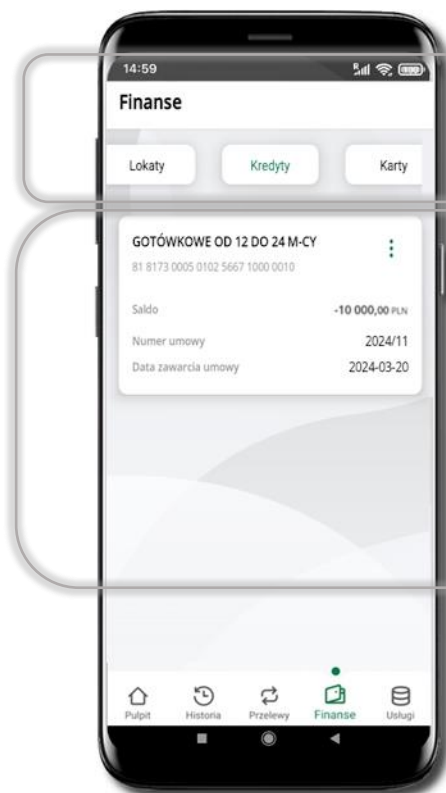 14:59
Finanse
Lokaty Kredyty Karty
GOTÓWKOWE OD 12 DO 24 M-CY
81 8173 0005 0102 5667 1000 0010
Saldo -10 000,00 PLN
Numer umowy 2024/11
Data zawarcia umowy 2024-03-20
Pulpit Historia Przelewy Finanse Usługi